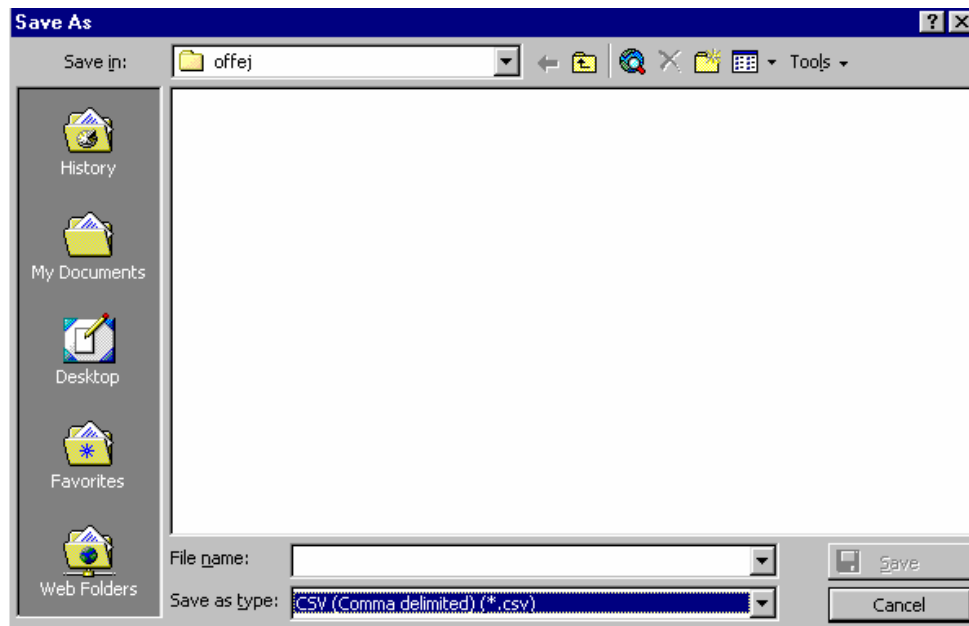 Save As
Save in: offej Tools
History
My Documents
Desktop
Favorites
Web Folders
File name: Save
Save as type: CSV (Comma delimited) (*.csv) Cancel